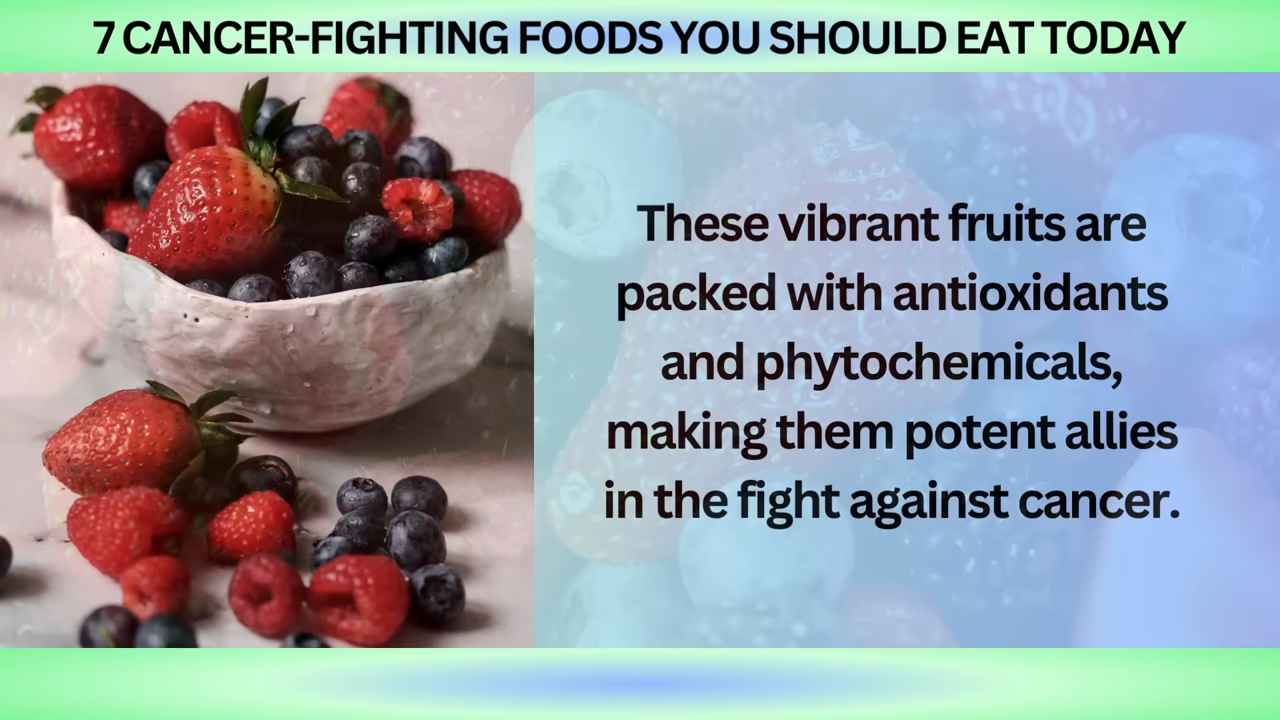 7 CANCER-FIGHTING FOODS YOU SHOULD EAT TODAY
These vibrant fruits are
packed with antioxidants
and phytochemicals,
making them potent allies
in the fight against cancer.